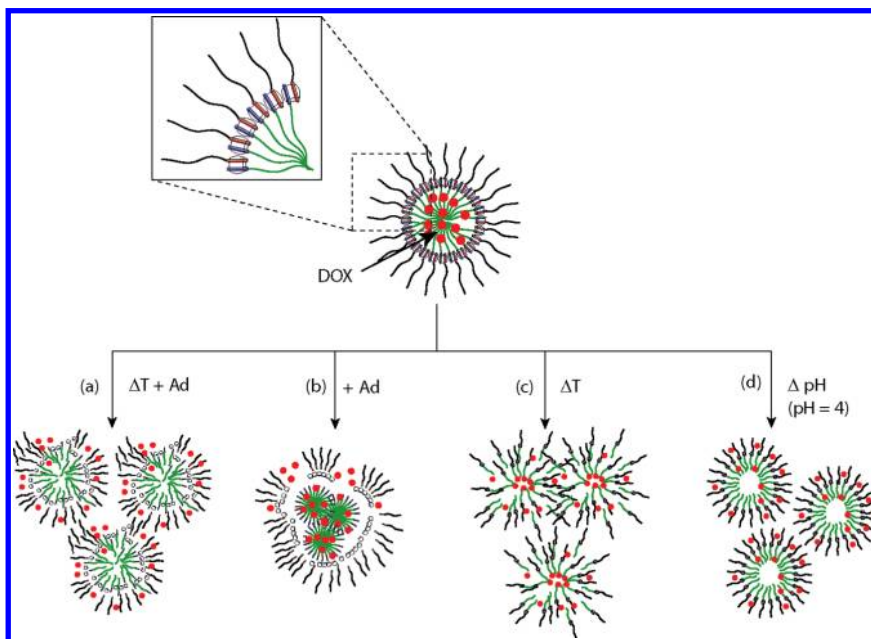 DOX
(a) ΔT + Ad
(b) + Ad
(c) ΔT
(d) Δ pH
(pH = 4)